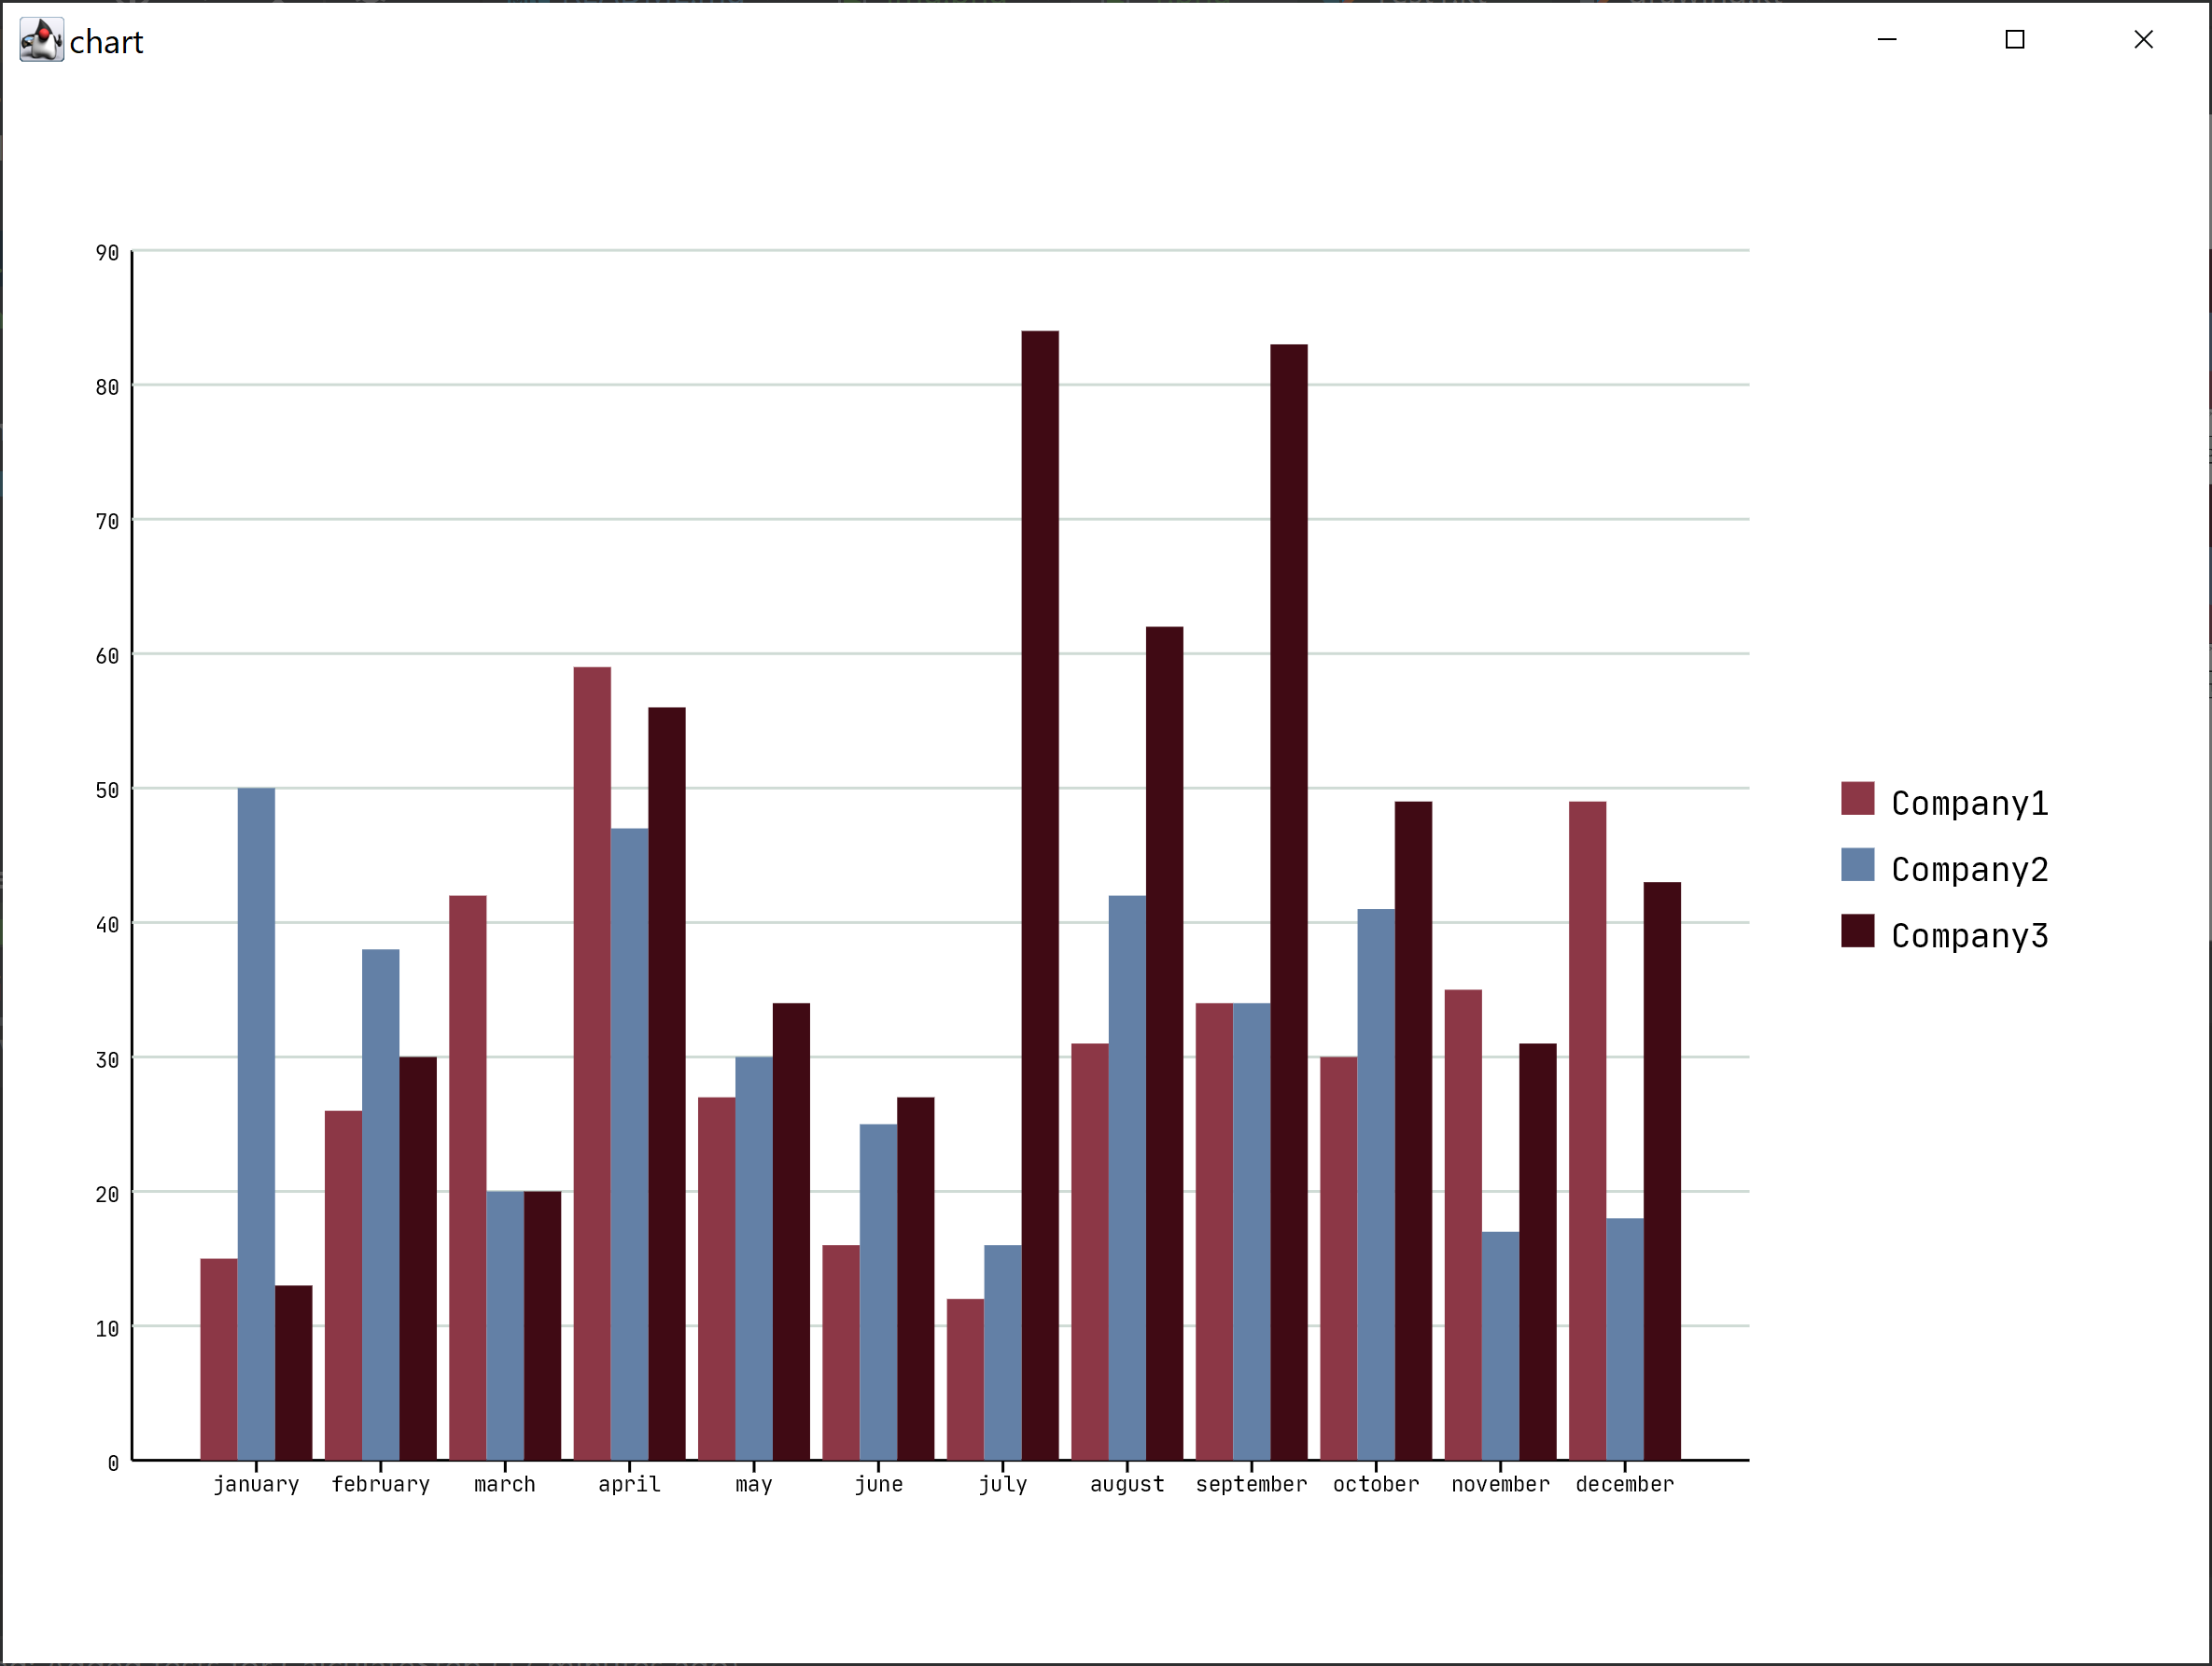 chart
90
80
70
60
50
40
30
20
10
0
january february march april may june july august september october november december
Company1
Company2
Company3